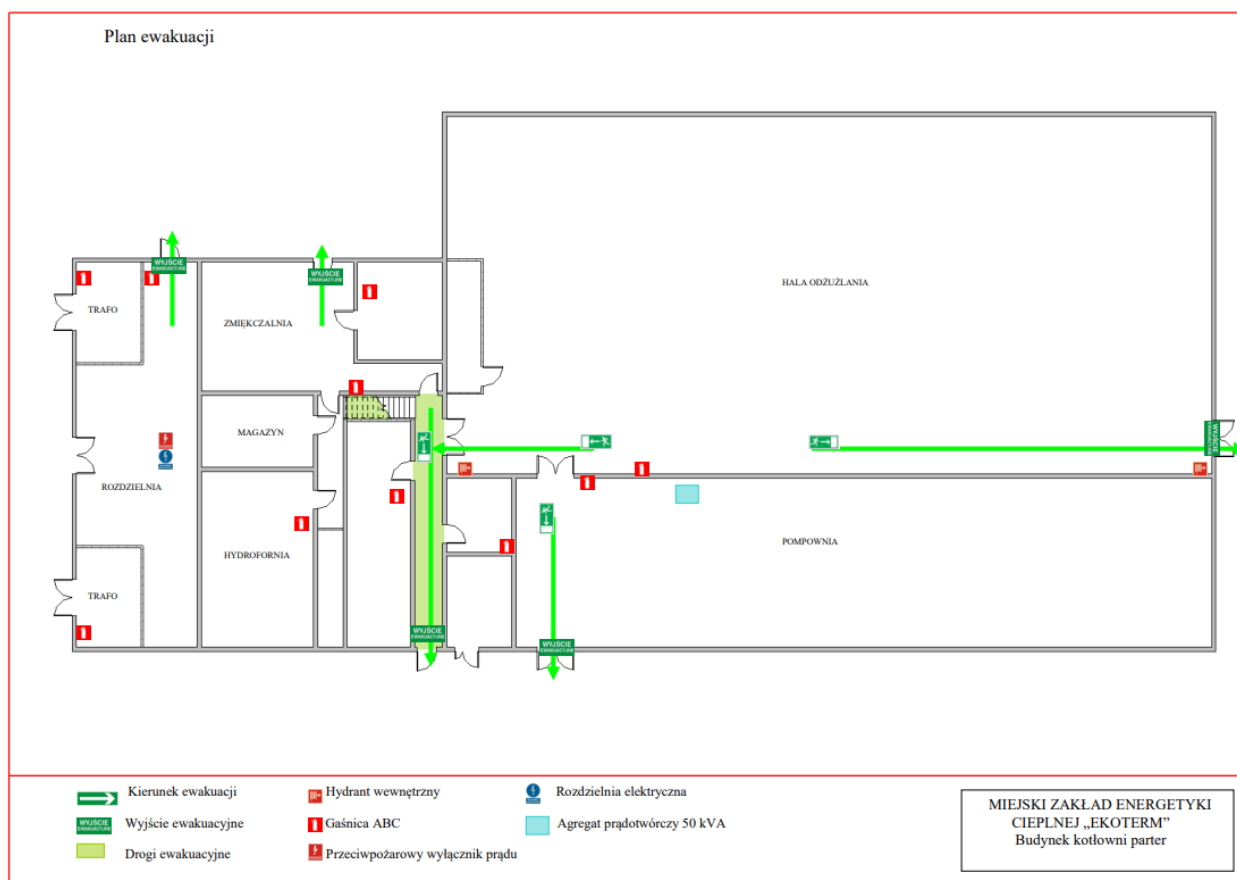 Plan ewakuacji
HALA ODŻUŻLANIA
WYJŚCIE
EWAKUACYJNE
WYJŚCIE
EWAKUACYJNE
TRAFO
ZMIĘKCZALNIA
MAGAZYN
WYJŚCIE
EWAKUACYJNE
ROZDZIELNIA
HYDROFORNIA
POMPOWNIA
TRAFO
WYJŚCIE
EWAKUACYJNE
WYJŚCIE
EWAKUACYJNE
Kierunek ewakuacji
Hydrant wewnętrzny
Rozdzielnia elektryczna
WYJŚCIE
EWAKUACYJNE
Wyjście ewakuacyjne
Gaśnica ABC
Agregat prądotwórczy 50 kVA
Drogi ewakuacyjne
Przeciwpożarowy wyłącznik prądu
MIEJSKI ZAKŁAD ENERGETYKI
CIEPLNEJ „EKOTERM”
Budynek kotłowni parter